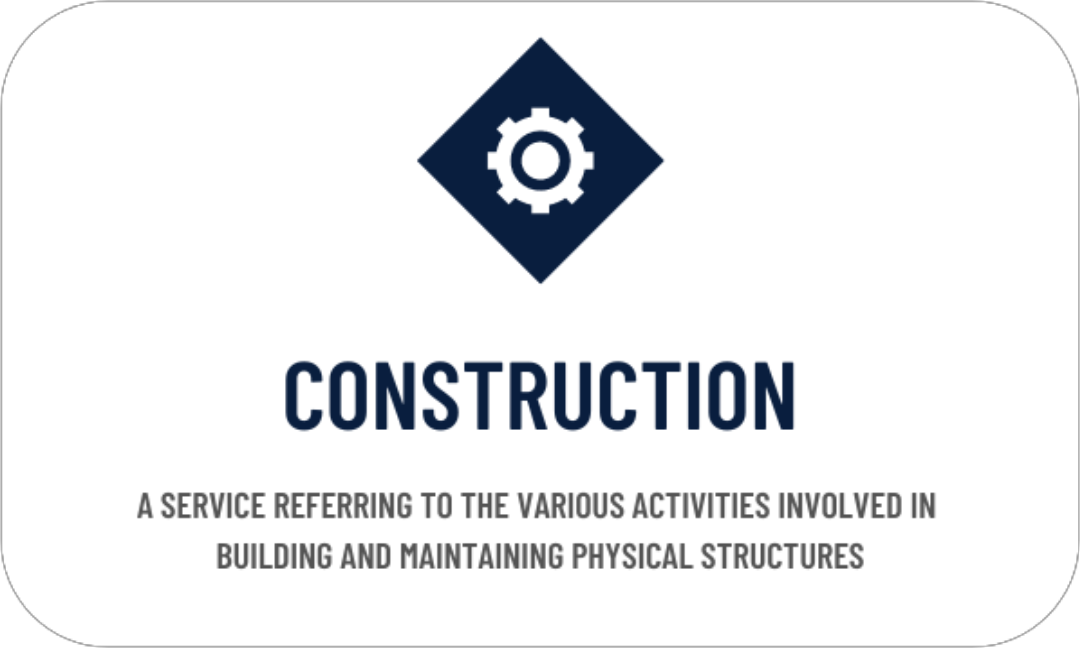 CONSTRUCTION
A SERVICE REFERRING TO THE VARIOUS ACTIVITIES INVOLVED IN
BUILDING AND MAINTAINING PHYSICAL STRUCTURES